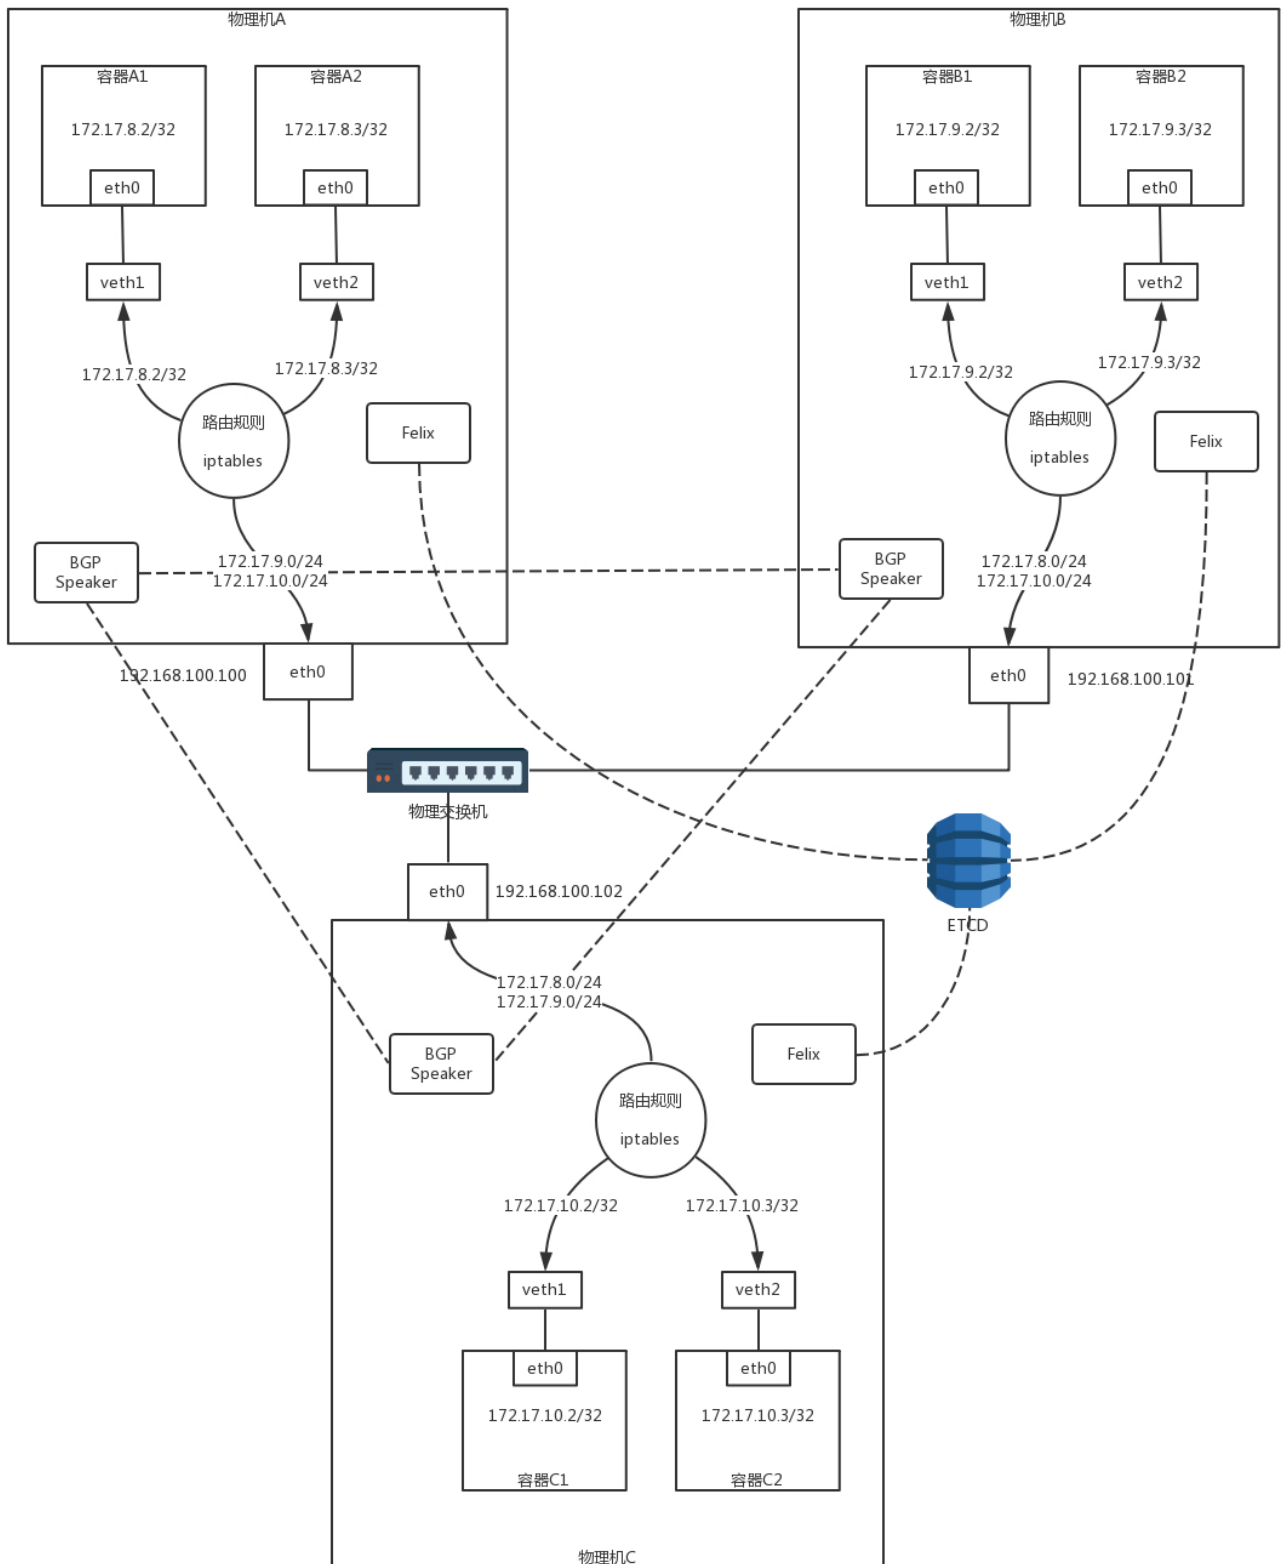 物理机A
容器A1
172.17.8.2/32
eth0
veth1
容器A2
172.17.8.3/32
eth0
veth2
172.17.8.2/32
172.17.8.3/32
路由规则
iptables
Felix
BGP
Speaker
172.17.9.0/24
172.17.10.0/24
eth0
192.168.100.100
物理机B
容器B1
172.17.9.2/32
eth0
veth1
容器B2
172.17.9.3/32
eth0
veth2
172.17.9.2/32
172.17.9.3/32
路由规则
iptables
Felix
BGP
Speaker
172.17.8.0/24
172.17.10.0/24
eth0
192.168.100.101
物理交换机
ETCD
eth0
192.168.100.102
172.17.8.0/24
172.17.9.0/24
BGP
Speaker
Felix
路由规则
iptables
172.17.10.2/32
172.17.10.3/32
veth1
veth2
eth0
172.17.10.2/32
容器C1
eth0
172.17.10.3/32
容器C2
物理机C